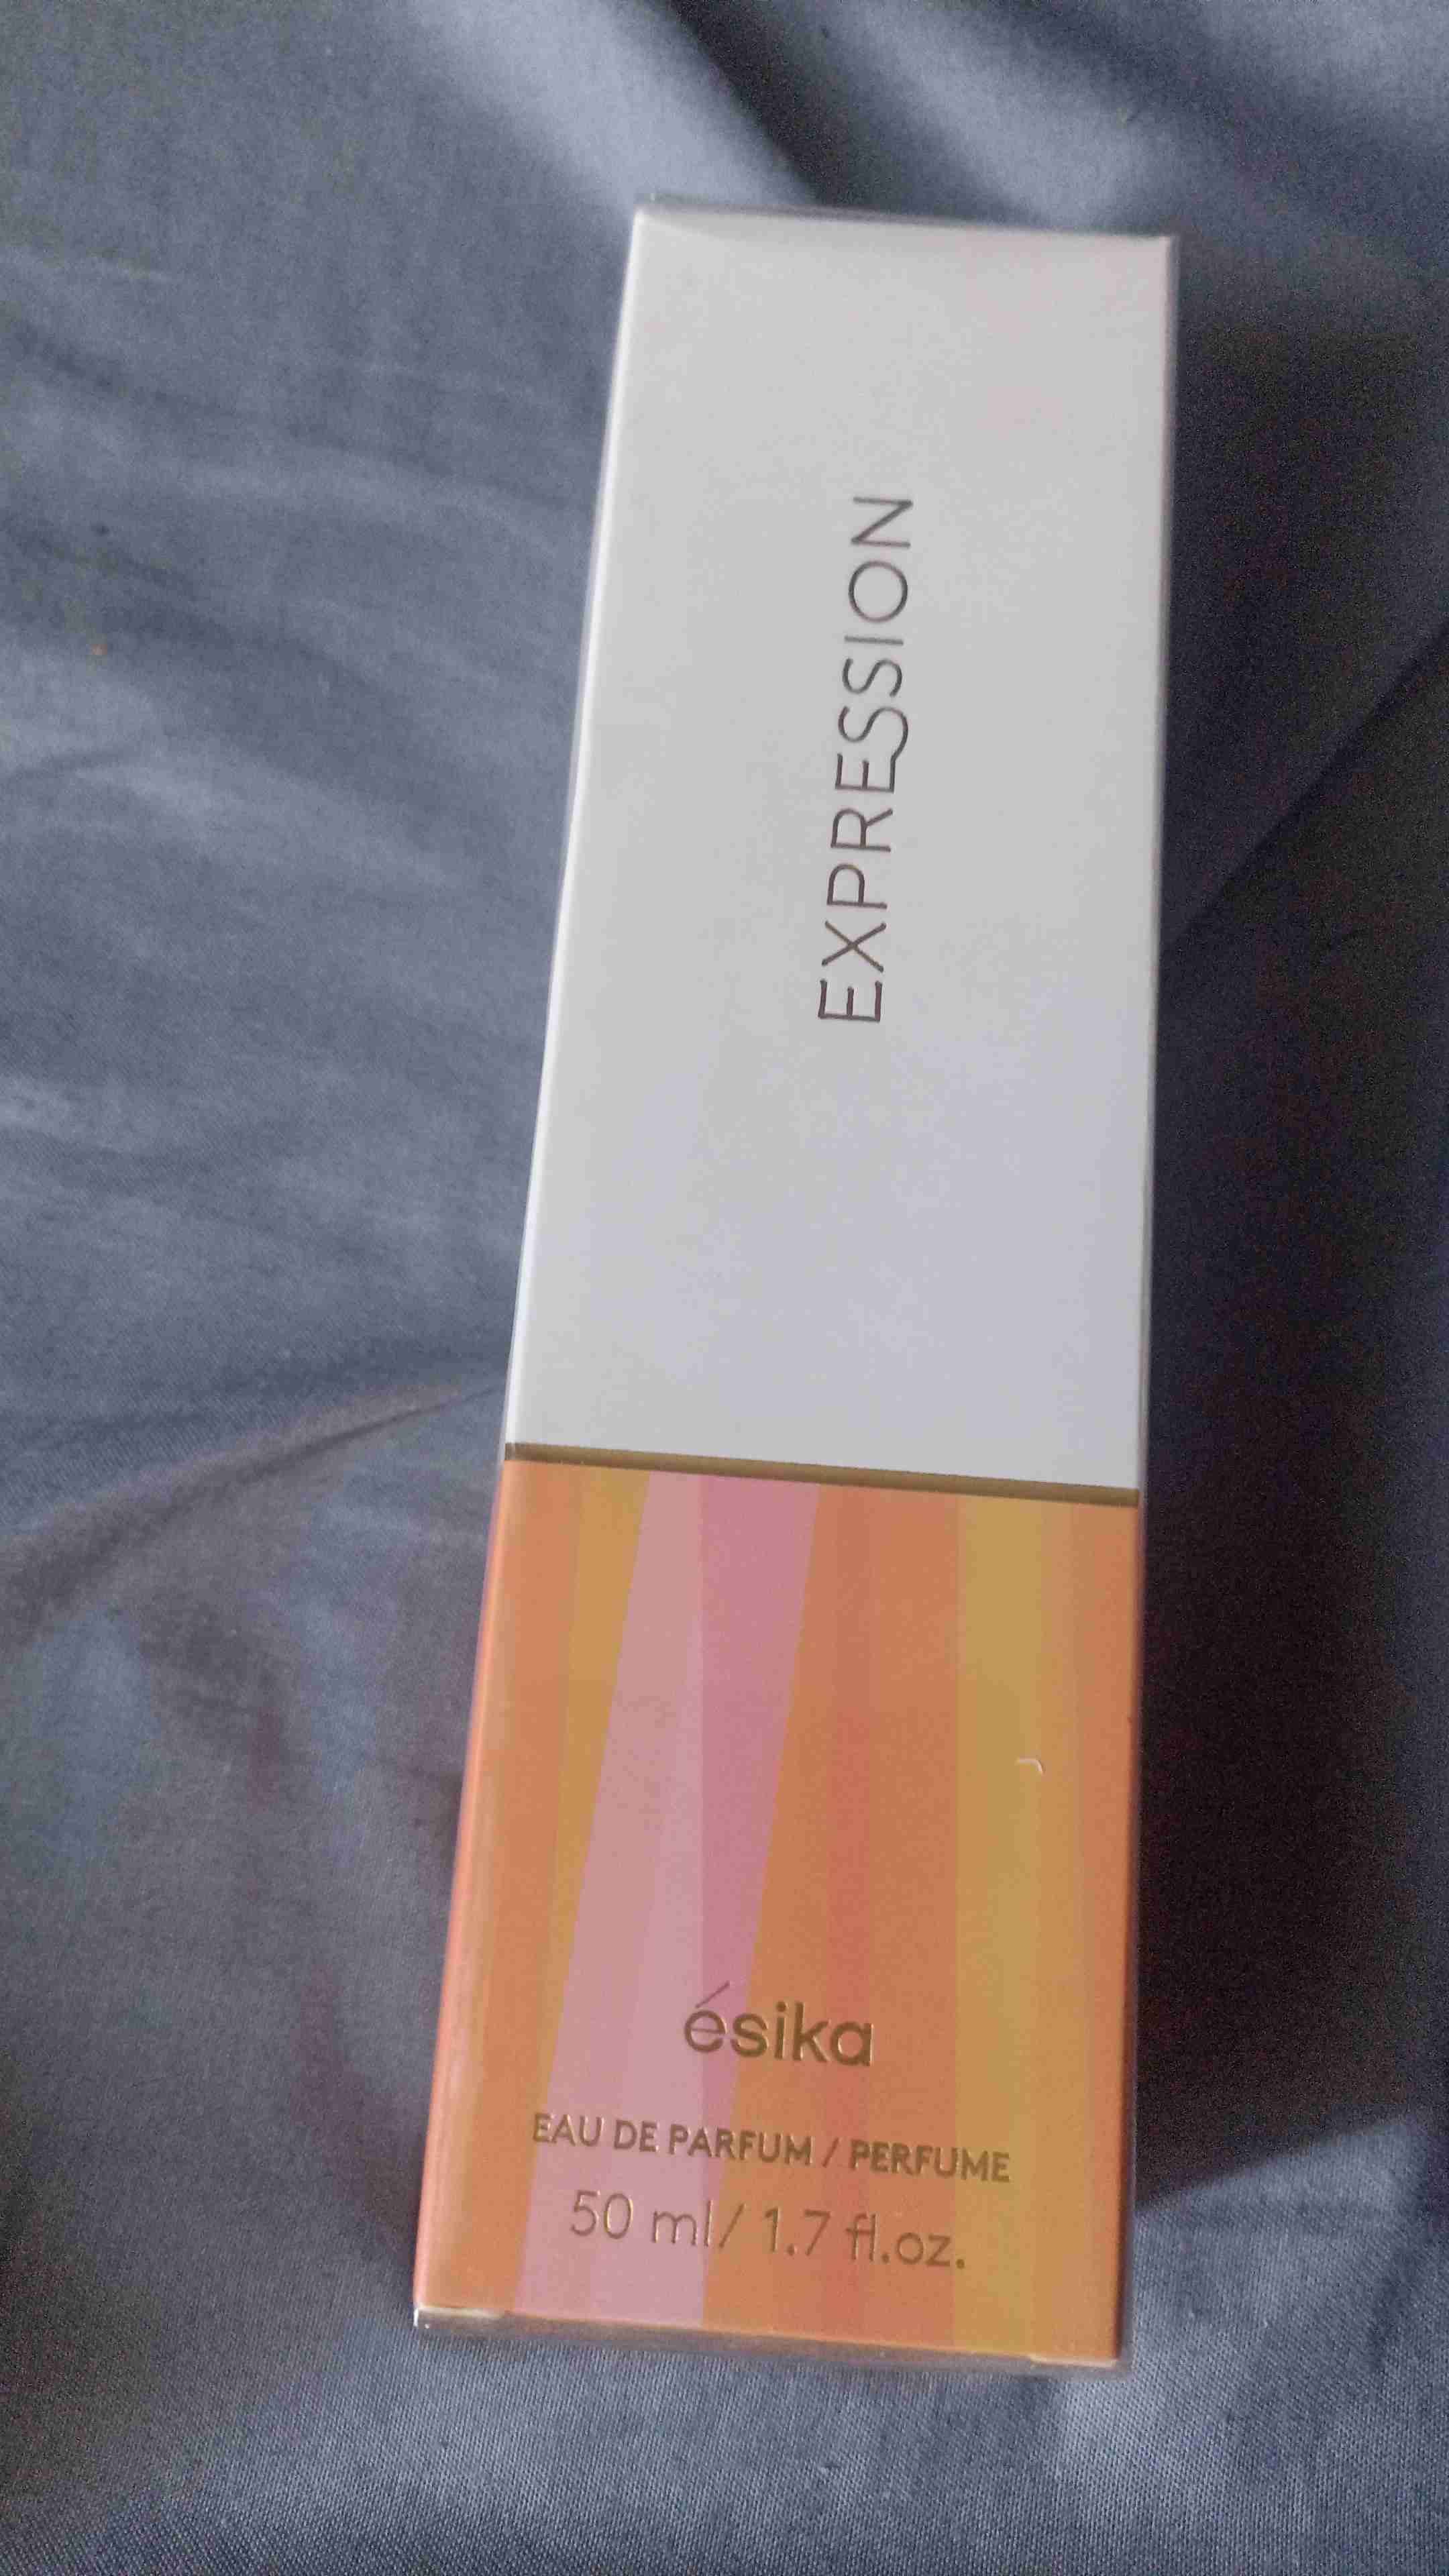 EXPRESSION
ésika
EAU DE PARFUM / PERFUME
50 ml/ 1.7 fl.oz.